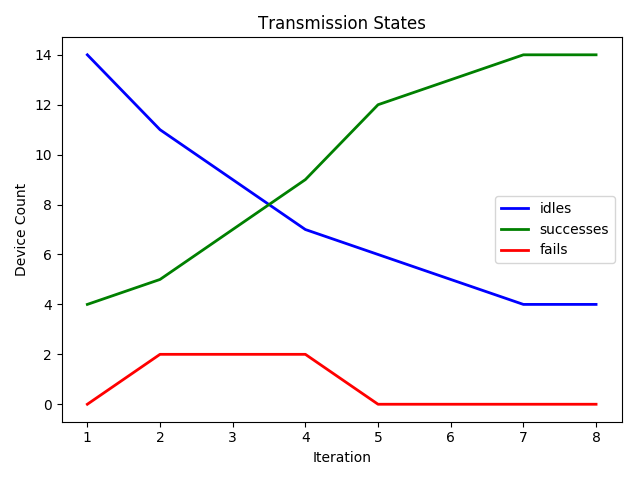 Transmission States
Device Count
14
12
10
8
6
4
2
0
idles
successes
fails
1 2 3 4 5 6 7 8
Iteration